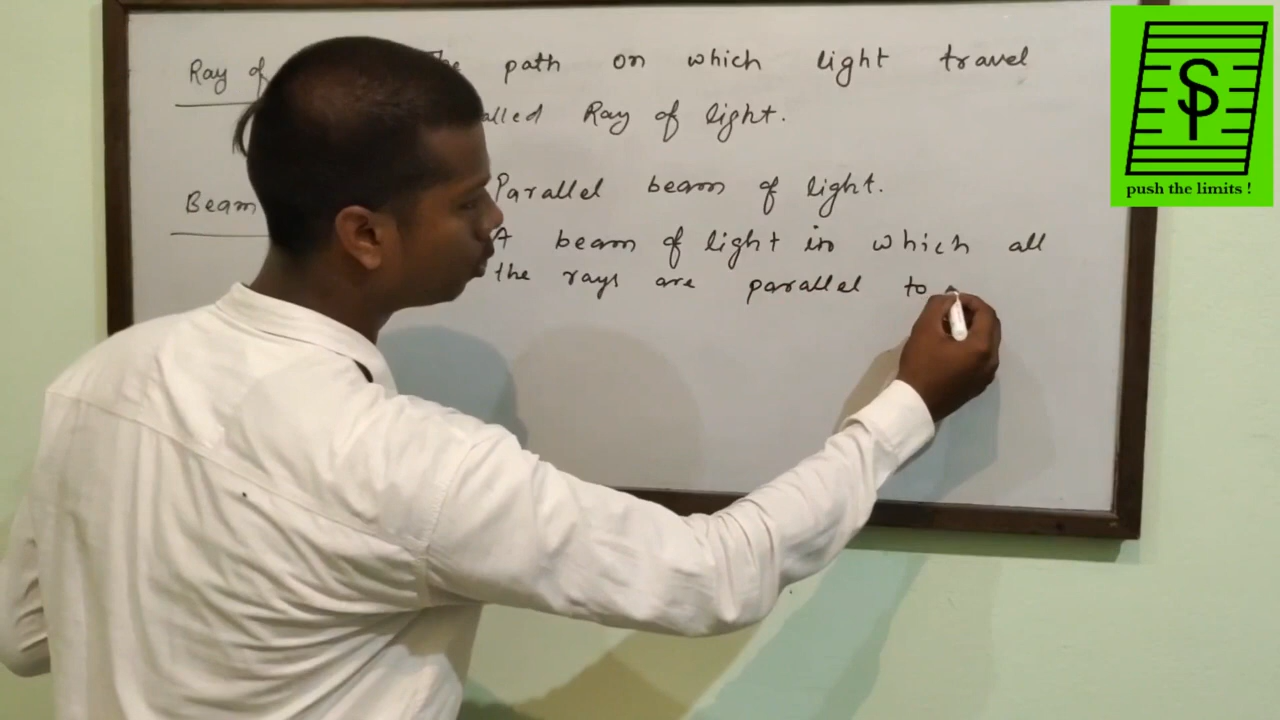 Ray of path on which light travel
alled Ray of light.
Beam Parallel beam of light.
A beam of light in which all
the rays are parallel to
SP
push the limits !